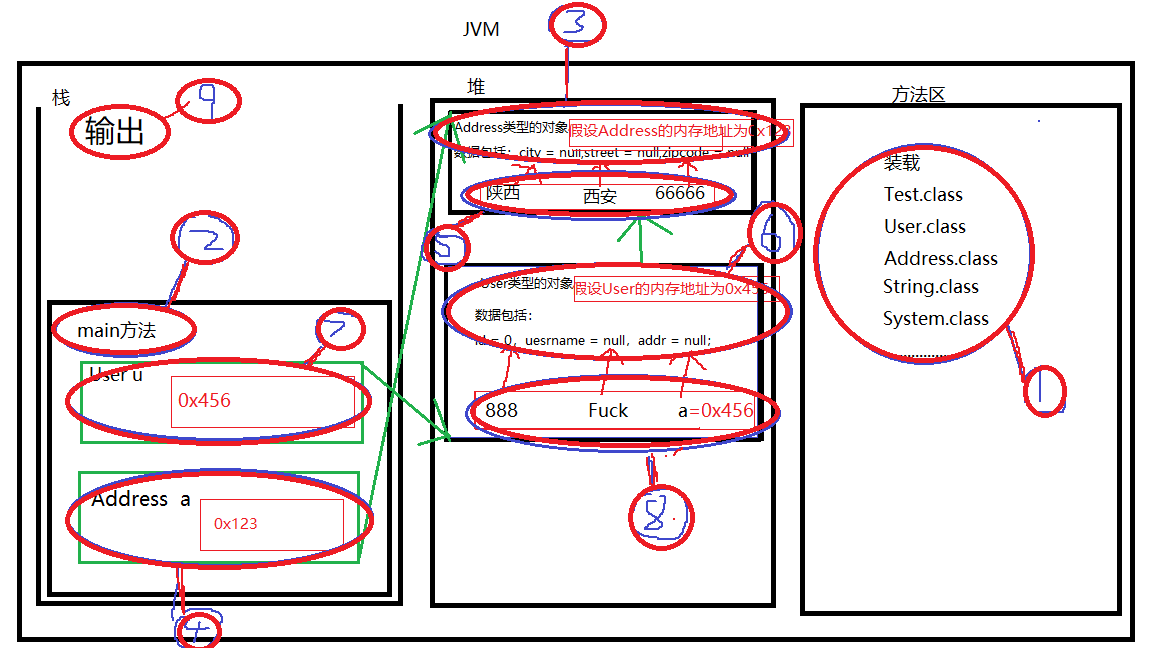 JVM
3
栈
9
输出
2
main方法
7
User u
0x456
Address a
0x123
4
堆
Address类型的对象
假设Address的内存地址为0x123
数据包括：city = null,street = null,zipcode = null
陕西 西安 66666
5
6
User类型的对象
假设User的内存地址为
数据包括：
id = 0, uesrname = null, addr = null;
888 Fuck a=0x456
8
方法区
装载
Test.class
User.class
Address.class
String.class
System.class
............
1